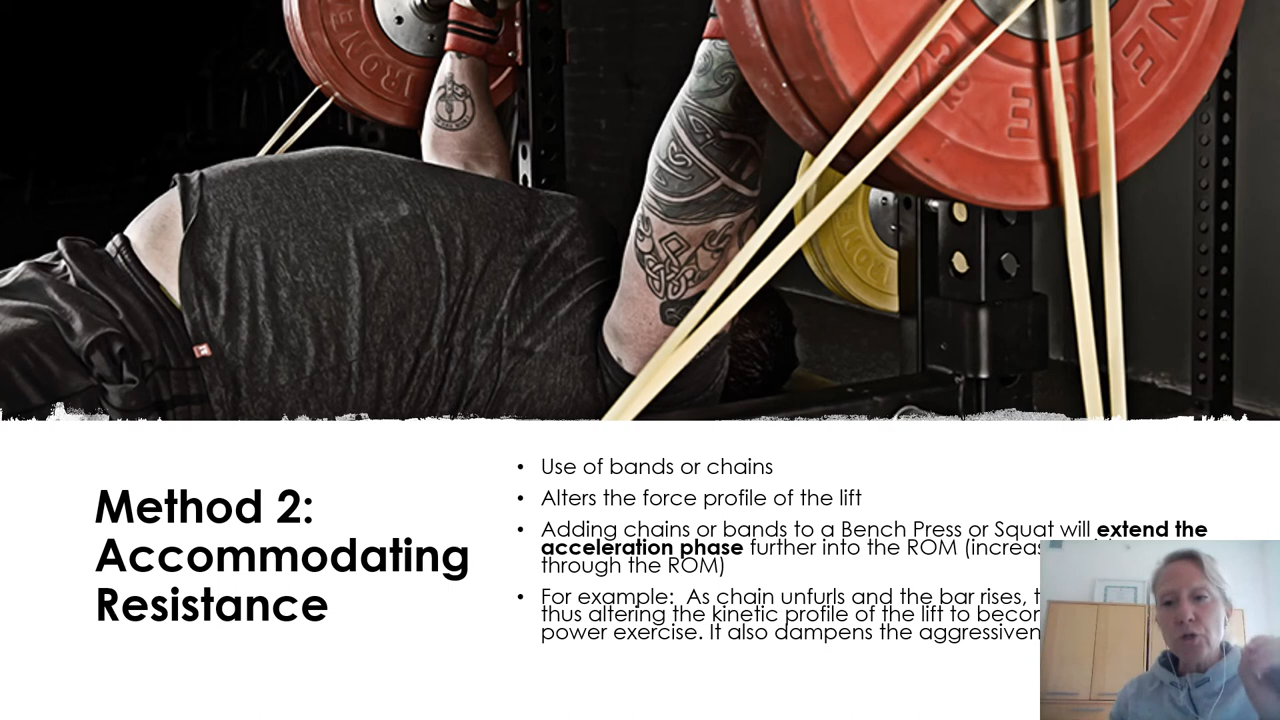 Method 2:
Accommodating
Resistance
• Use of bands or chains
• Alters the force profile of the lift
• Adding chains or bands to a Bench Press or Squat will extend the
acceleration phase further into the ROM (increas
through the ROM)
• For example: As chain unfurls and the bar rises, t
thus altering the kinetic profile of the lift to becor
power exercise. It also dampens the aggressiven